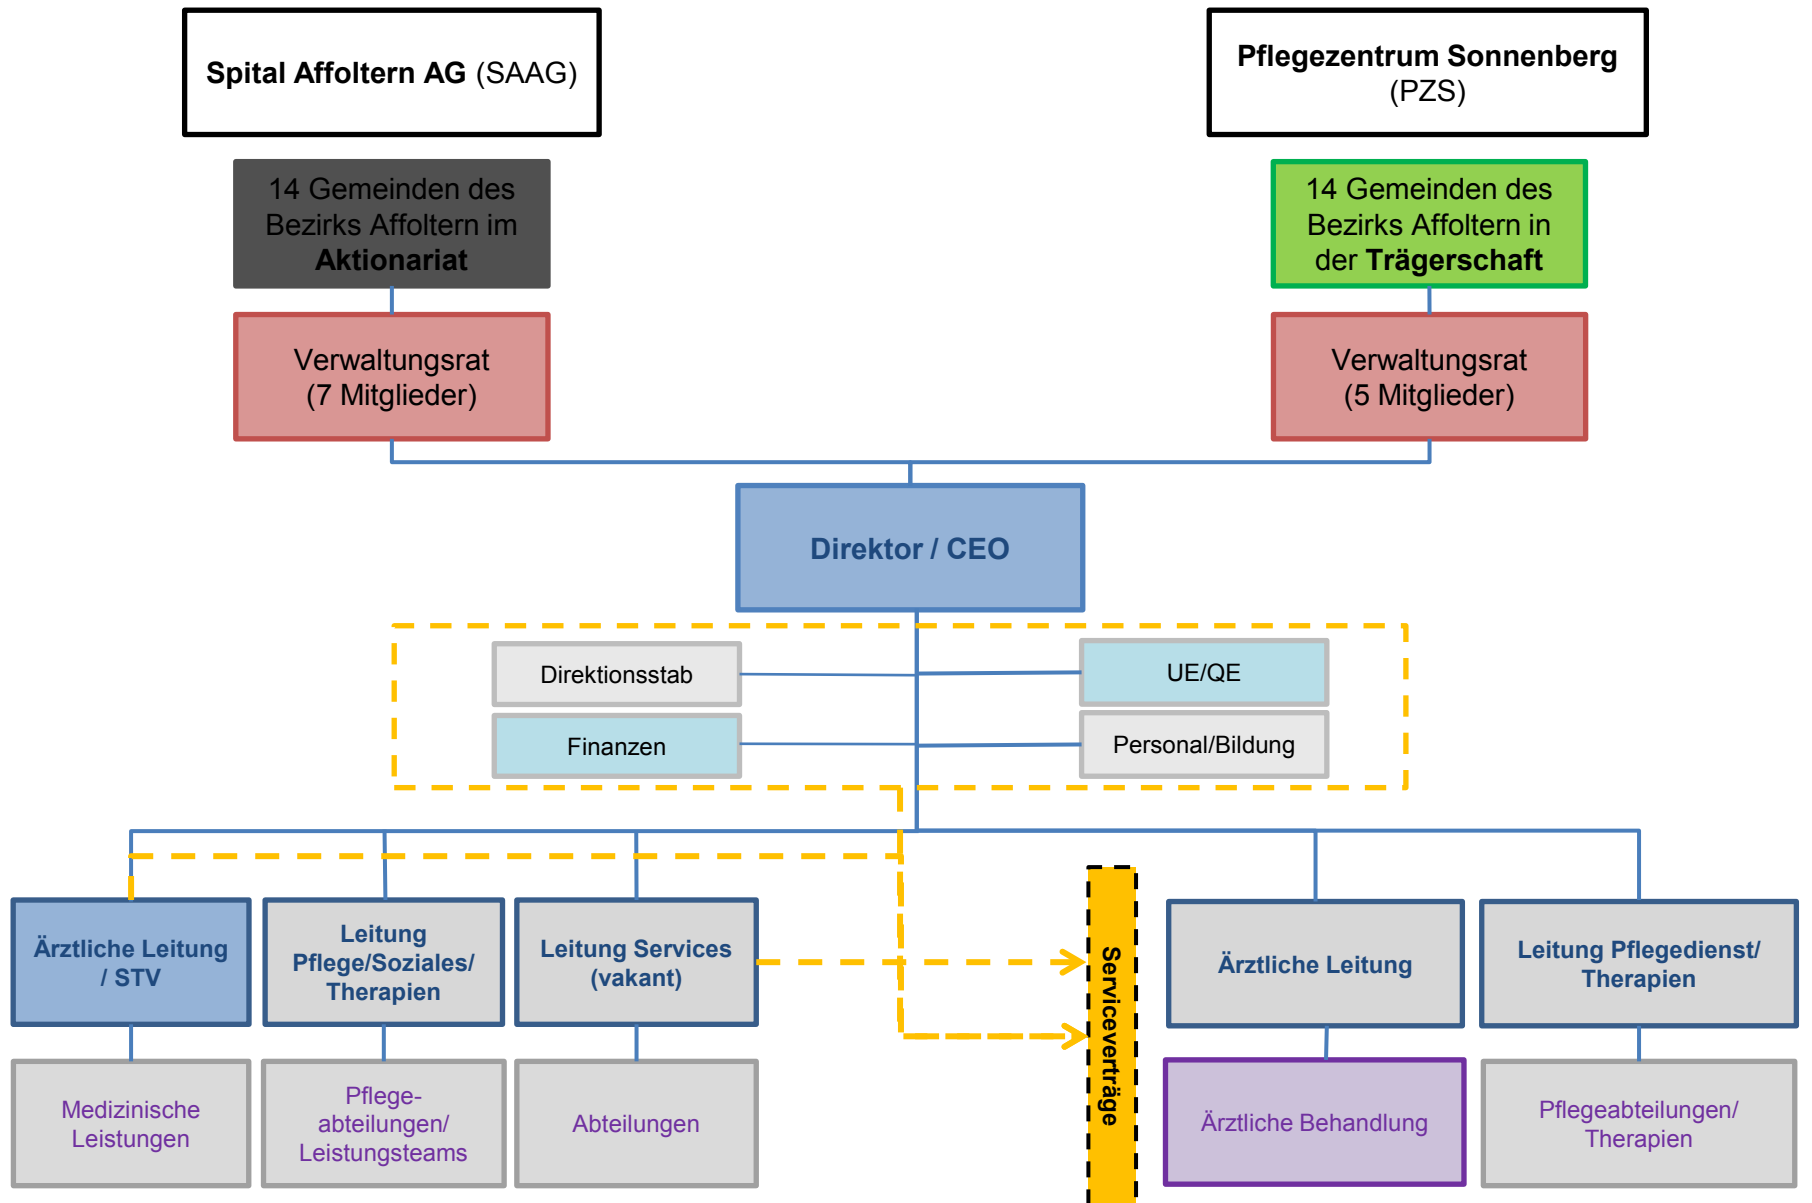 Spital Affoltern AG (SAAG)
Pflegezentrum Sonnenberg
(PZS)
14 Gemeinden des
Bezirks Affoltern im
Aktionariat
14 Gemeinden des
Bezirks Affoltern in
der Trägerschaft
Verwaltungsrat
(7 Mitglieder)
Verwaltungsrat
(5 Mitglieder)
Direktor / CEO
Direktionsstab
UE/QE
Finanzen
Personal/Bildung
Ärztliche Leitung
/ STV
Leitung
Pflege/Soziales/
Therapien
Leitung Services
(vakant)
Serviceverträge
Ärztliche Leitung
Leitung Pflegedienst/
Therapien
Medizinische
Leistungen
Pflege-
abteilungen/
Leistungsteams
Abteilungen
Ärztliche Behandlung
Pflegeabteilungen/
Therapien